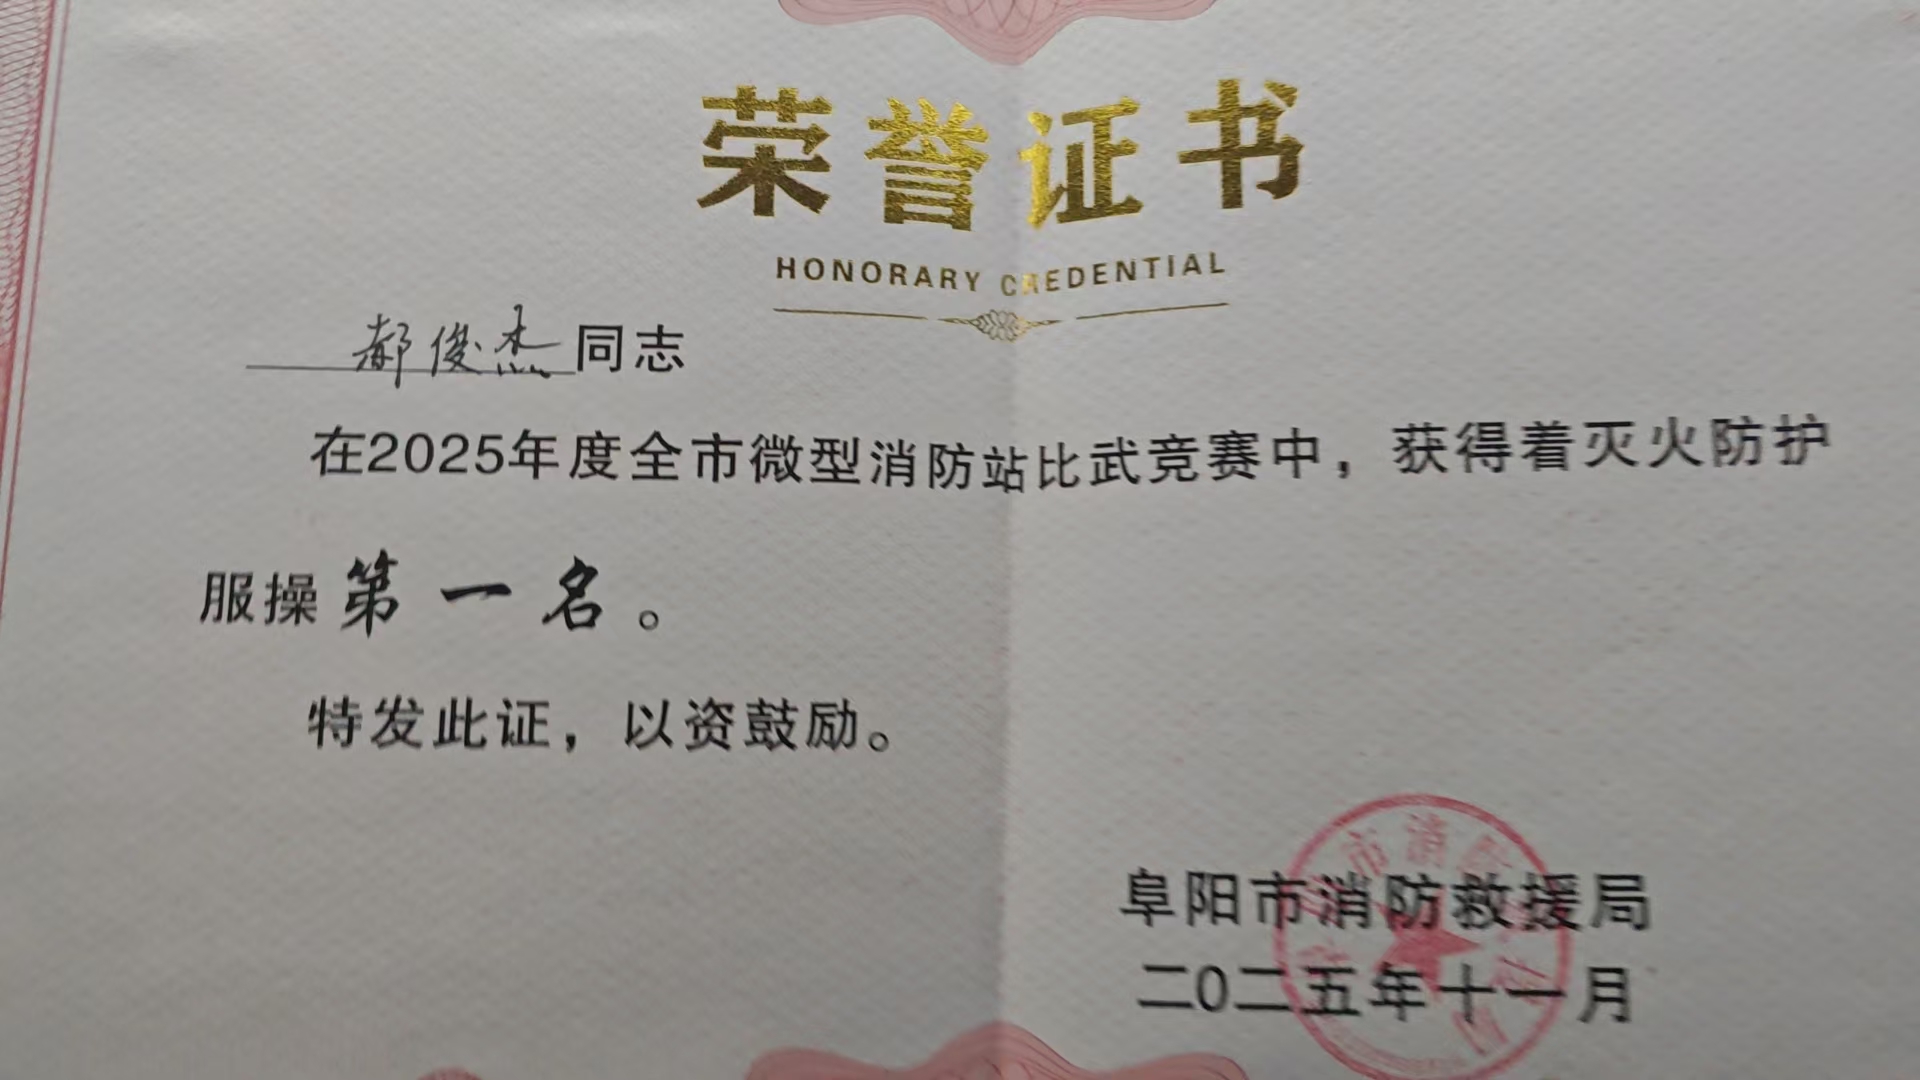 荣誉证书
HONORARY CREDENTIAL
郝俊杰同志
在2025年度全市微型消防站比武竞赛中，获得着灭火防护
服操第一名。
特发此证，以资鼓励。
阜阳市消防救援局
二〇二五年十一月